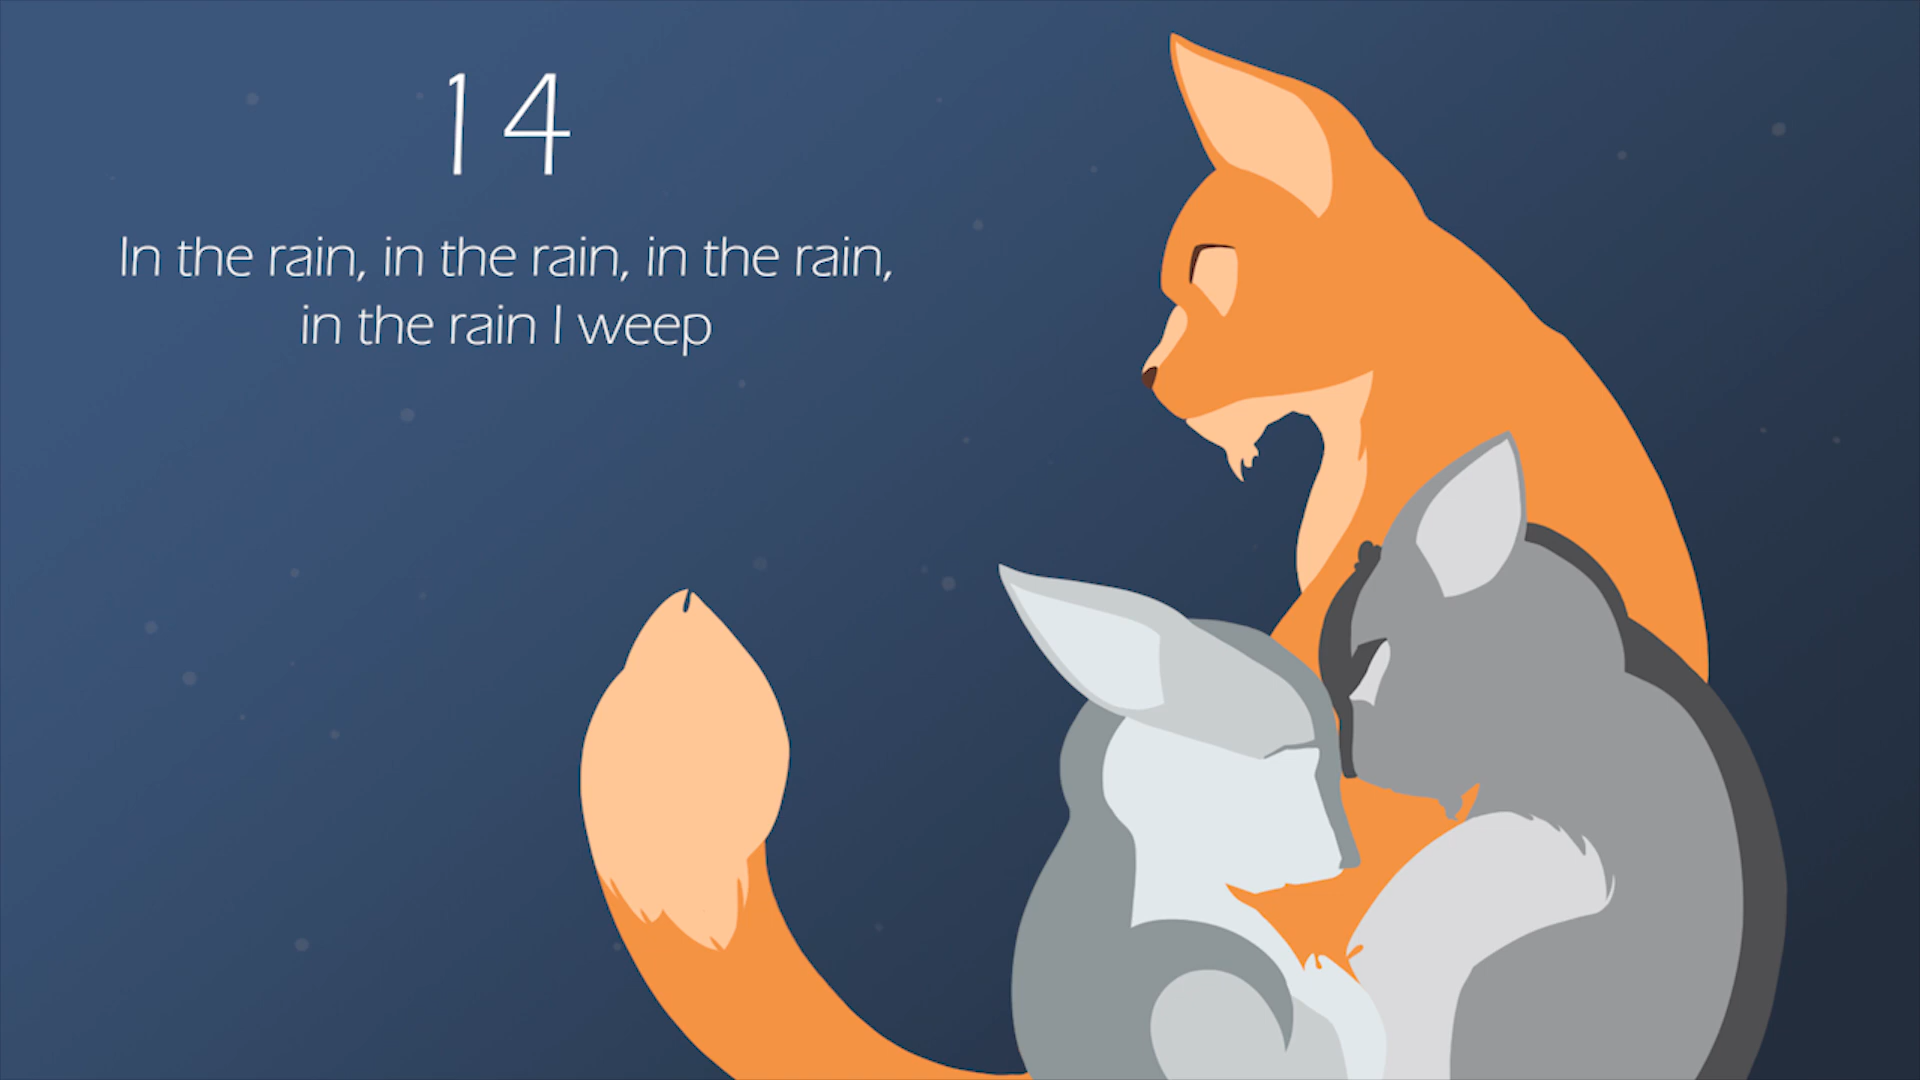 14
In the rain, in the rain, in the rain,
in the rain I weep